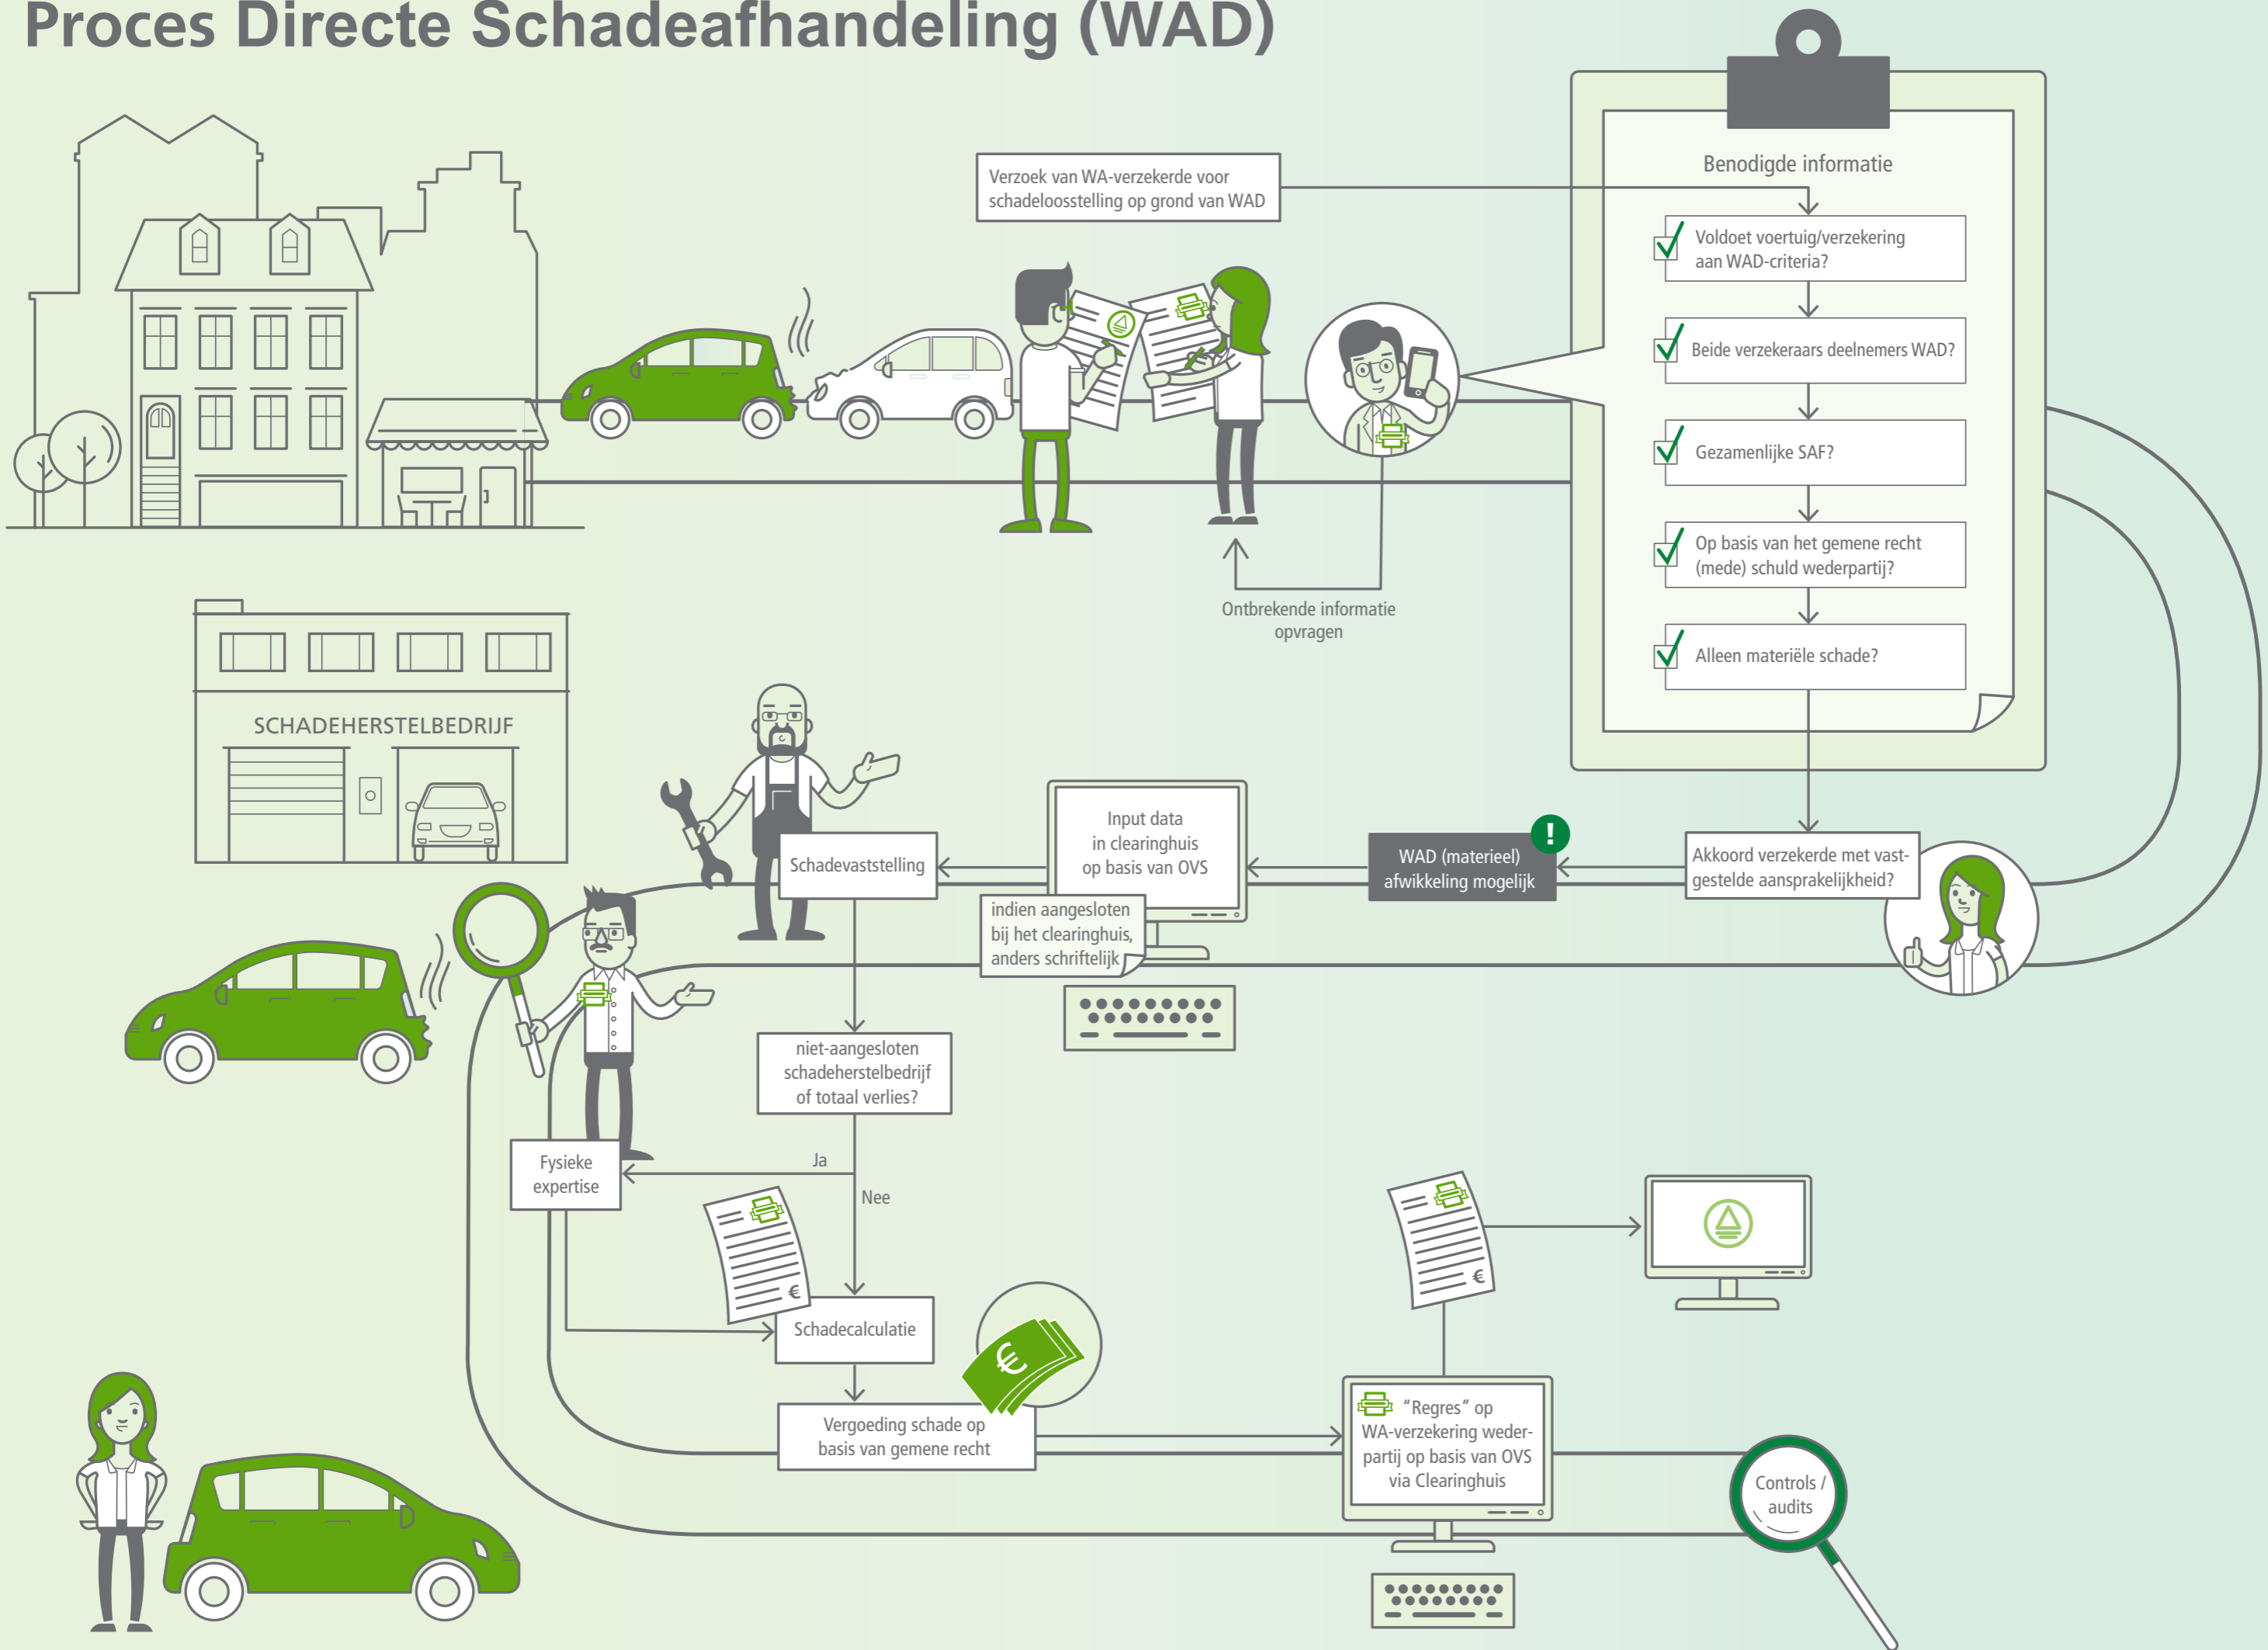 Proces Directe Schadeafhandeling (WAD)
Verzoek van WA-verzekerde voor
schadeloosstelling op grond van WAD
Benodigde informatie
Voldoet voertuig/verzekering
aan WAD-criteria?
Beide verzekeraars deelnemers WAD?
Gezamenlijke SAF?
Op basis van het gemene recht
(mede) schuld wederpartij?
Alleen materiële schade?
Ontbrekende informatie
opvragen
SCHADEHERSTELBEDRIJF
Akkoord verzekerde met vast-
gestelde aansprakelijkheid?
!
WAD (materieel)
afwikkeling mogelijk
Input data
in clearinghuis
op basis van OVS
indien aangesloten
bij het clearinghuis,
anders schriftelijk
Schadevaststelling
niet-aangesloten
schadeherstelbedrijf
of totaal verlies?
Ja
Nee
Fysieke
expertise
€
Schadecalculatie
€
Vergoeding schade op
basis van gemene recht
€
“Regres” op
WA-verzekering weder-
partij op basis van OVS
via Clearinghuis
Controls /
audits